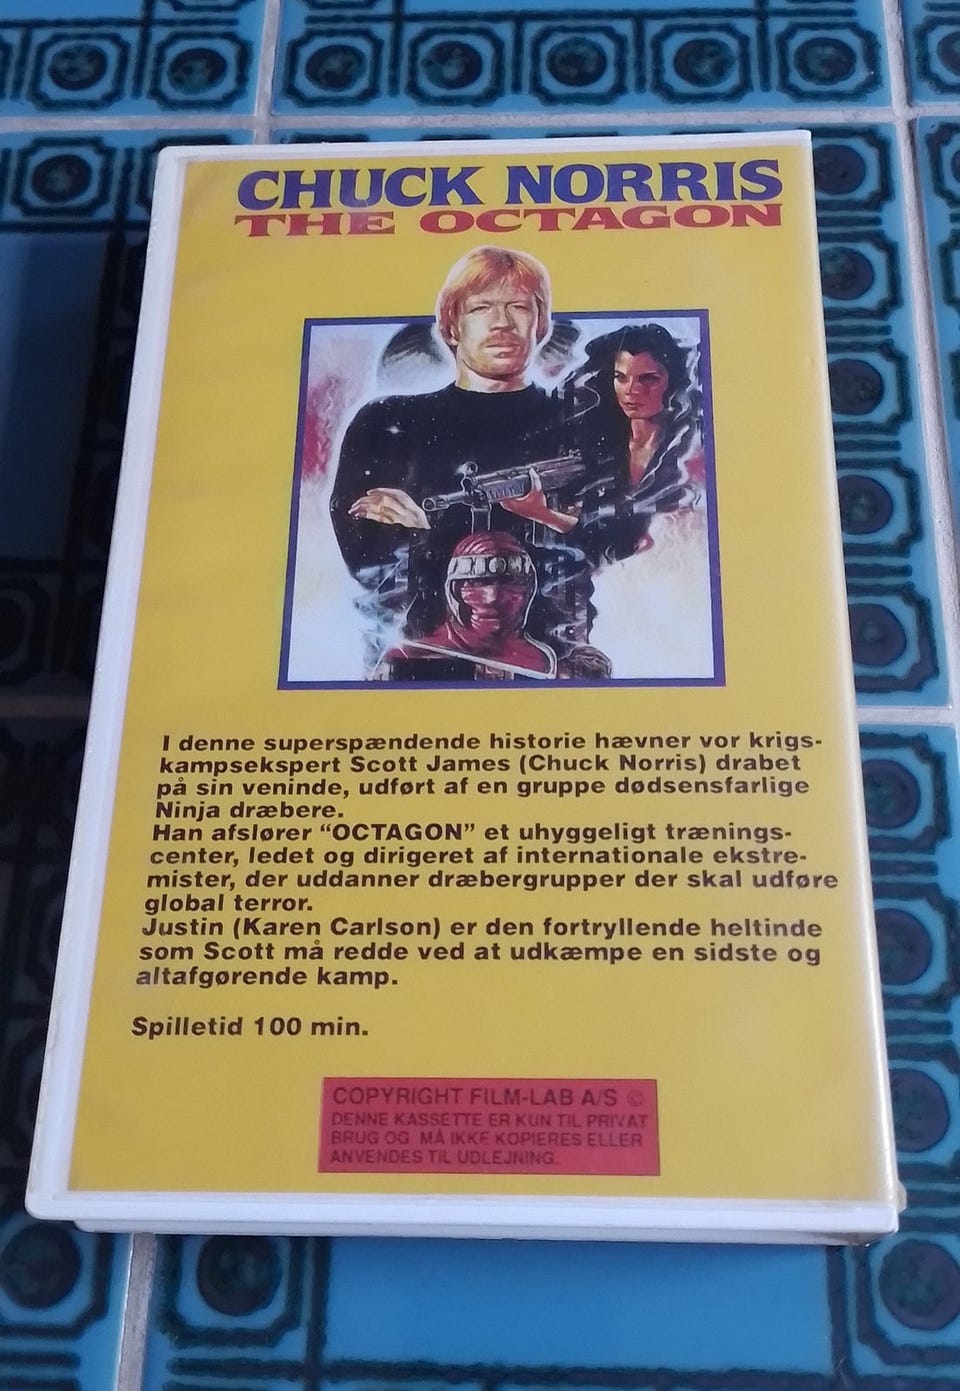 CHUCK NORRIS
THE OCTAGON
I denne superspændende historie hævner vor krigs-
kampsekspert Scott James (Chuck Norris) drabet
på sin veninde, udført af en gruppe dødsensfarlige
Ninja dræbere.
Han afslører “OCTAGON” et uhyggeligt trænings-
center, ledet og dirigeret af internationale ekstre-
mister, der uddanner dræbergrupper der skal udføre
global terror.
Justin (Karen Carlson) er den fortryllende heltinde
som Scott må redde ved at udkæmpe en sidste og
altafgørende kamp.
Spilletid 100 min.
COPYRIGHT FILM-LAB A/S ©
DENNE KASSETTE ER KUN TIL PRIVAT
BRUG OG MÅ IKKE KOPIERES ELLER
ANVENDES TIL UDLEJNING.